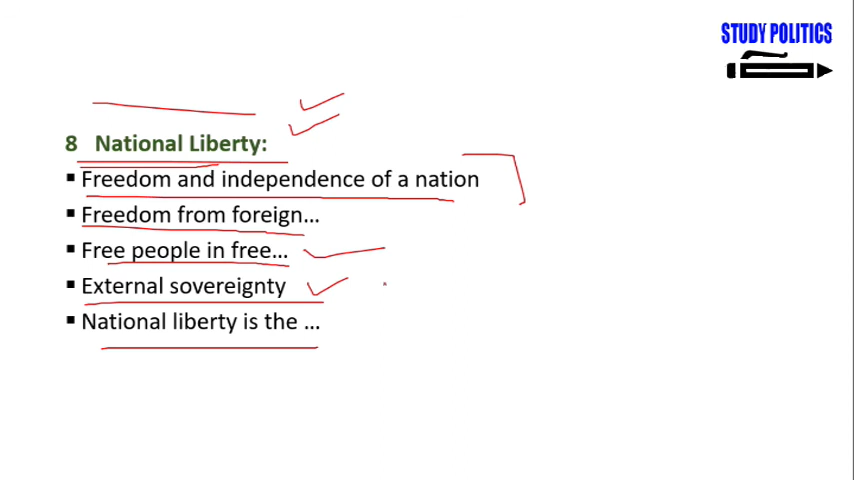 STUDY POLITICS
8 National Liberty:
▪ Freedom and independence of a nation
▪ Freedom from foreign...
▪ Free people in free...
▪ External sovereignty
▪ National liberty is the ...